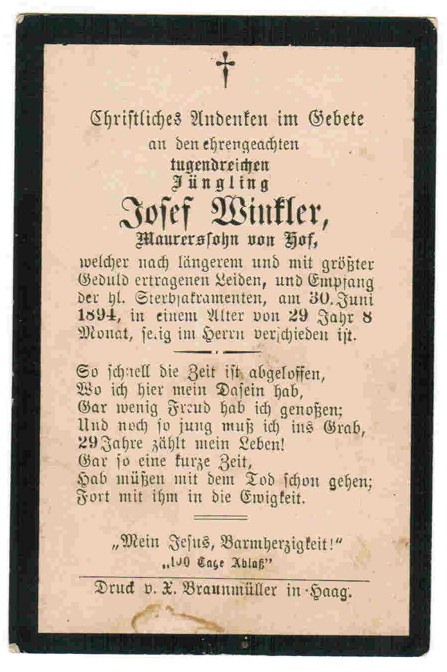 Christliches Andenken im Gebete
an den ehrengeachten
tugendreichen
Jüngling
Josef Winkler,
Maurerssohn von Hof,
welcher nach längerem und mit größter
Geduld ertragenen Leiden, und Empfang
der hl. Sterbsakramenten, am 30. Juni
1894, in einem Alter von 29 Jahr 8
Monat, selig im Herrn verschieden ist.
So schnell die Zeit ist abgeloffen,
Wo ich hier mein Dasein hab,
Gar wenig Freud hab ich genoßen;
Und noch so jung muß ich ins Grab,
29 Jahre zählt mein Leben!
Gar so eine kurze Zeit,
Hab müßen mit dem Tod schon gehen;
Fort mit ihm in die Ewigkeit.
„Mein Jesus, Barmherzigkeit!"
„100 Tage Ablaß"
Druck v. X. Braunmüller in Haag.